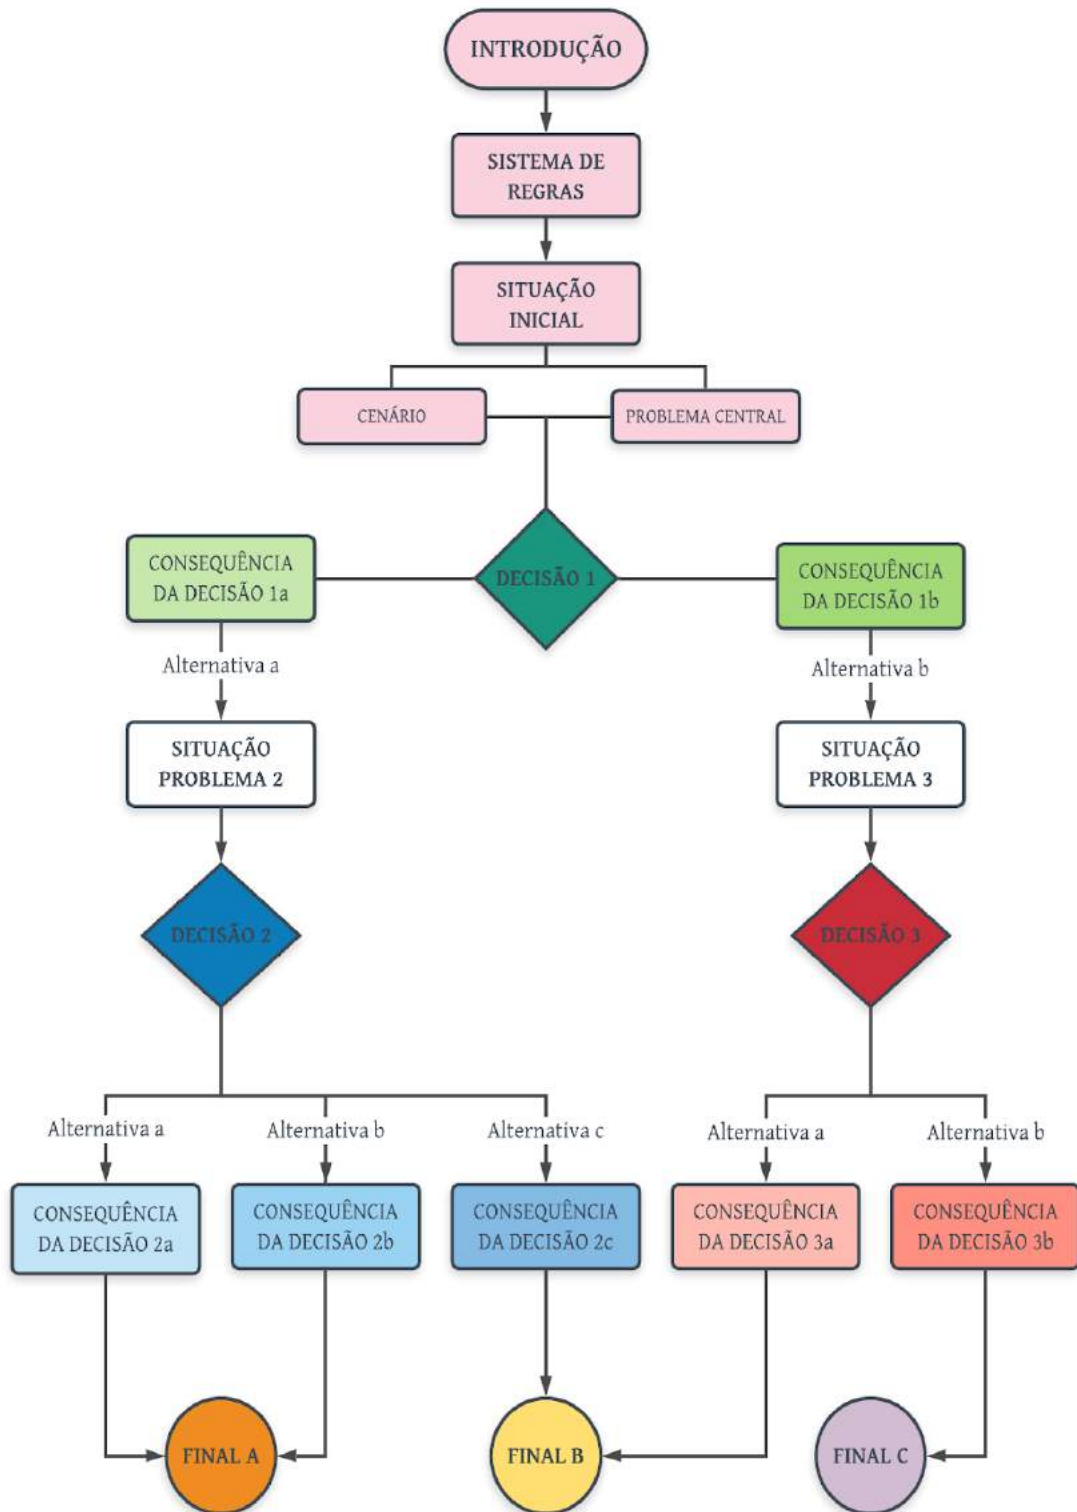 INTRODUÇÃO
SISTEMA DE
REGRAS
SITUAÇÃO
INICIAL
CENÁRIO
PROBLEMA CENTRAL
CONSEQUÊNCIA
DA DECISÃO 1a
DECISÃO 1
CONSEQUÊNCIA
DA DECISÃO 1b
Alternativa a
Alternativa b
SITUAÇÃO
PROBLEMA 2
SITUAÇÃO
PROBLEMA 3
DECISÃO 2
DECISÃO 3
Alternativa a
Alternativa b
Alternativa c
Alternativa a
Alternativa b
CONSEQUÊNCIA
DA DECISÃO 2a
CONSEQUÊNCIA
DA DECISÃO 2b
CONSEQUÊNCIA
DA DECISÃO 2c
CONSEQUÊNCIA
DA DECISÃO 3a
CONSEQUÊNCIA
DA DECISÃO 3b
FINAL A
FINAL B
FINAL C